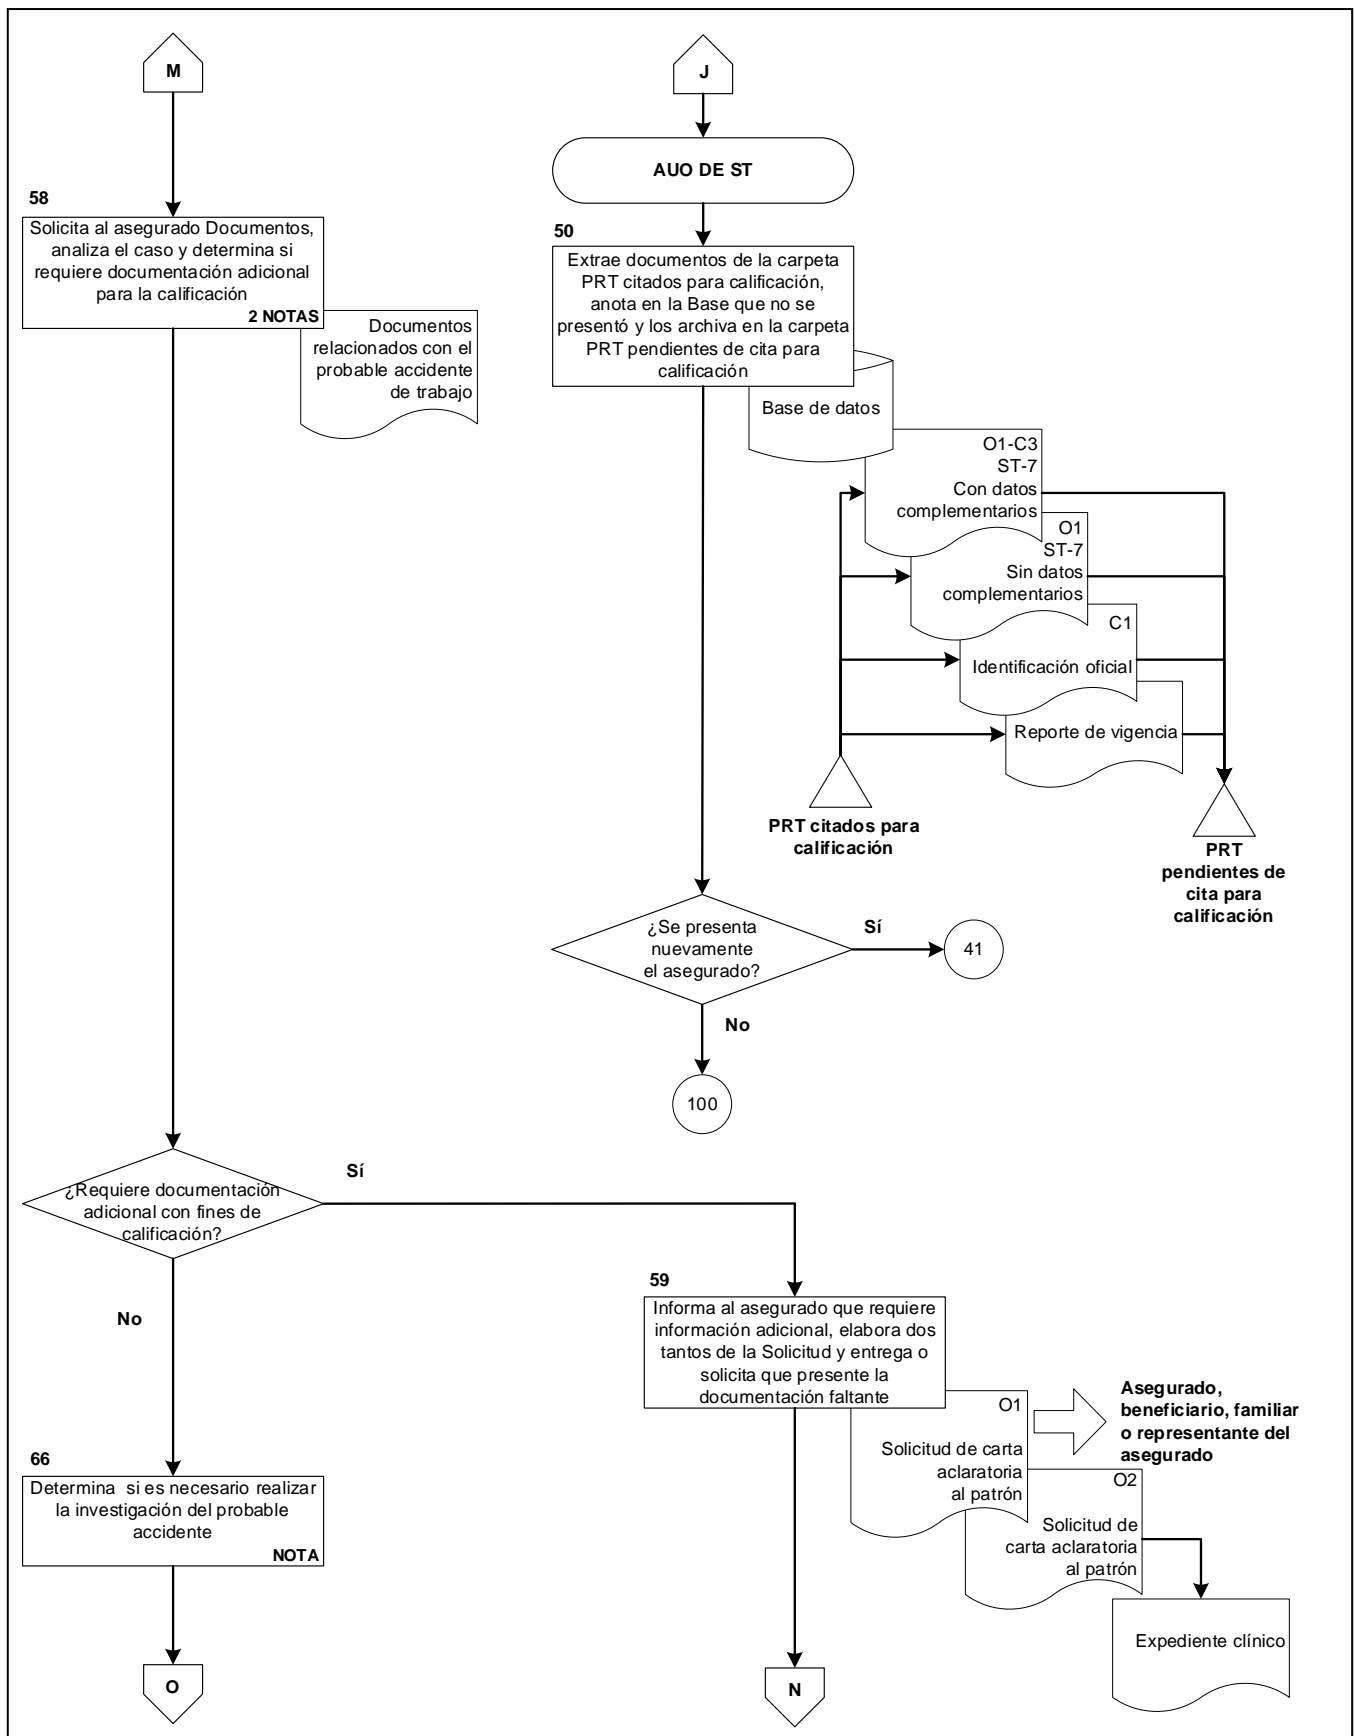 M
J
AUO DE ST
58
Solicita al asegurado Documentos,
analiza el caso y determina si
requiere documentación adicional
para la calificación
2 NOTAS
Documentos
relacionados con el
probable accidente
de trabajo
50
Extrae documentos de la carpeta
PRT citados para calificación,
anota en la Base que no se
presentó y los archiva en la carpeta
PRT pendientes de cita para
calificación
Base de datos
O1-C3
ST-7
Con datos
complementarios
O1
ST-7
Sin datos
complementarios
C1
Identificación oficial
Reporte de vigencia
PRT citados para
calificación
PRT
pendientes de
cita para
calificación
¿Se presenta
nuevamente
el asegurado?
Sí
41
No
100
¿Requiere documentación
adicional con fines de
calificación?
Sí
No
59
Informa al asegurado que requiere
información adicional, elabora dos
tantos de la Solicitud y entrega o
solicita que presente la
documentación faltante
O1
Solicitud de carta
aclaratoria
al patrón
Asegurado,
beneficiario, familiar
o representante del
asegurado
O2
Solicitud de
carta aclaratoria
al patrón
Expediente clínico
66
Determina si es necesario realizar
la investigación del probable
accidente
NOTA
O
N